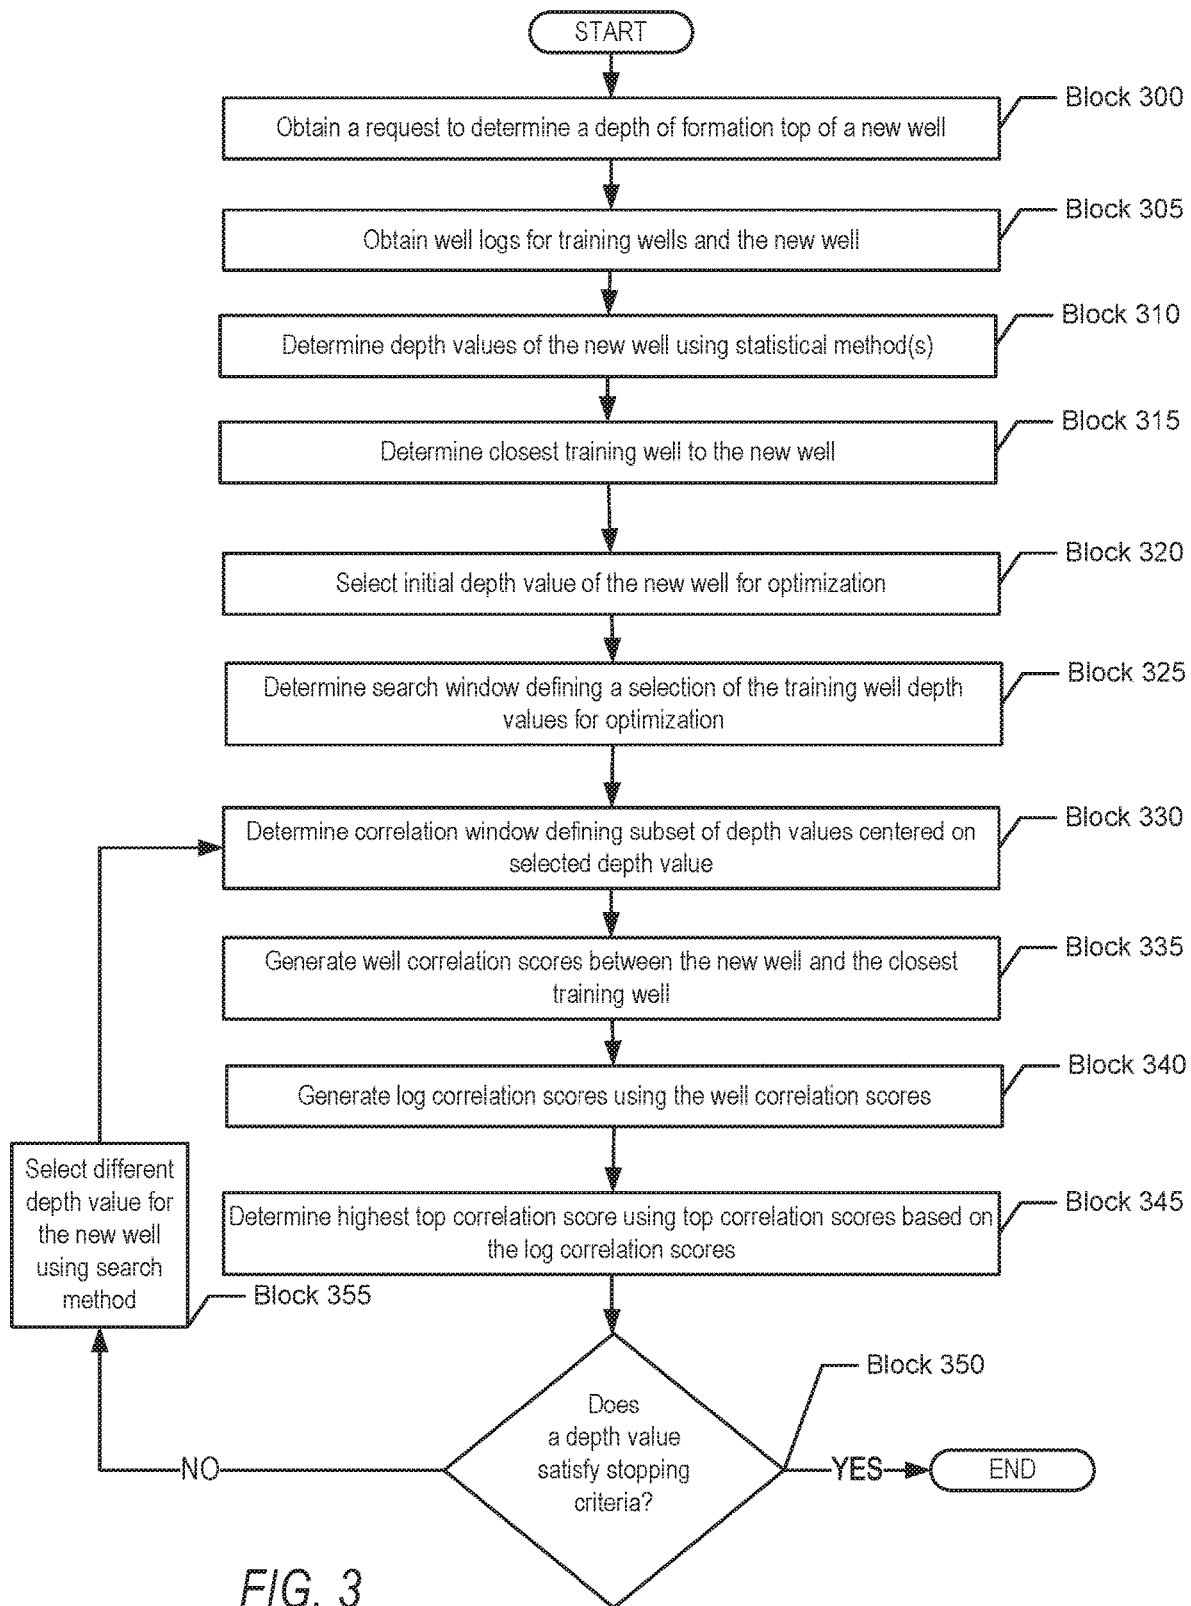 START
Block 300
Obtain a request to determine a depth of formation top of a new well
Block 305
Obtain well logs for training wells and the new well
Block 310
Determine depth values of the new well using statistical method(s)
Block 315
Determine closest training well to the new well
Block 320
Select initial depth value of the new well for optimization
Block 325
Determine search window defining a selection of the training well depth
values for optimization
Block 330
Determine correlation window defining subset of depth values centered on
selected depth value
Block 335
Generate well correlation scores between the new well and the closest
training well
Block 340
Generate log correlation scores using the well correlation scores
Block 345
Determine highest top correlation score using top correlation scores based on
the log correlation scores
Select different
depth value for
the new well
using search
method
Block 355
Block 350
Does
a depth value
satisfy stopping
criteria?
NO
YES
END
FIG. 3